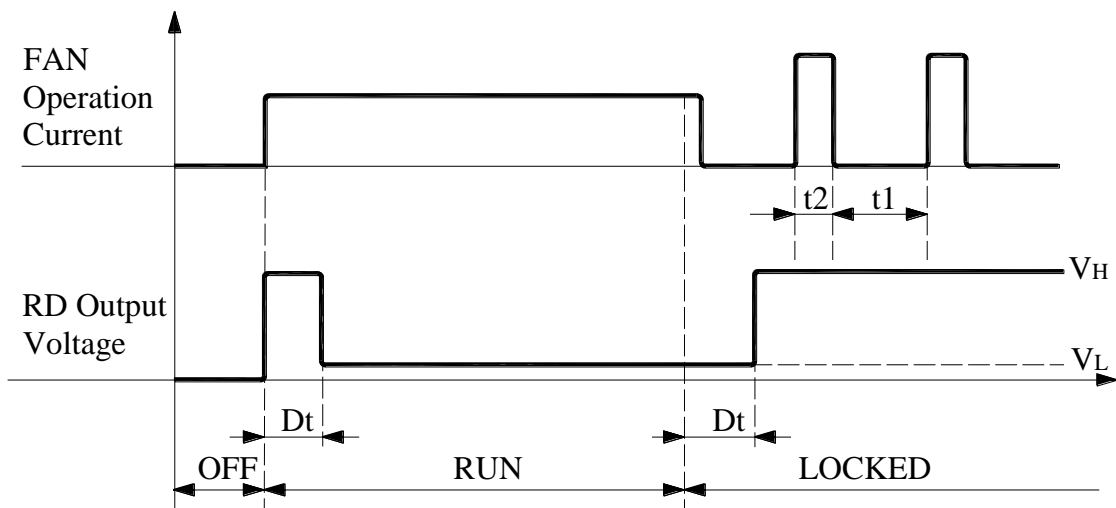 FAN
Operation
Current
t2
t1
VH
RD Output
Voltage
VL
Dt
Dt
OFF
RUN
LOCKED